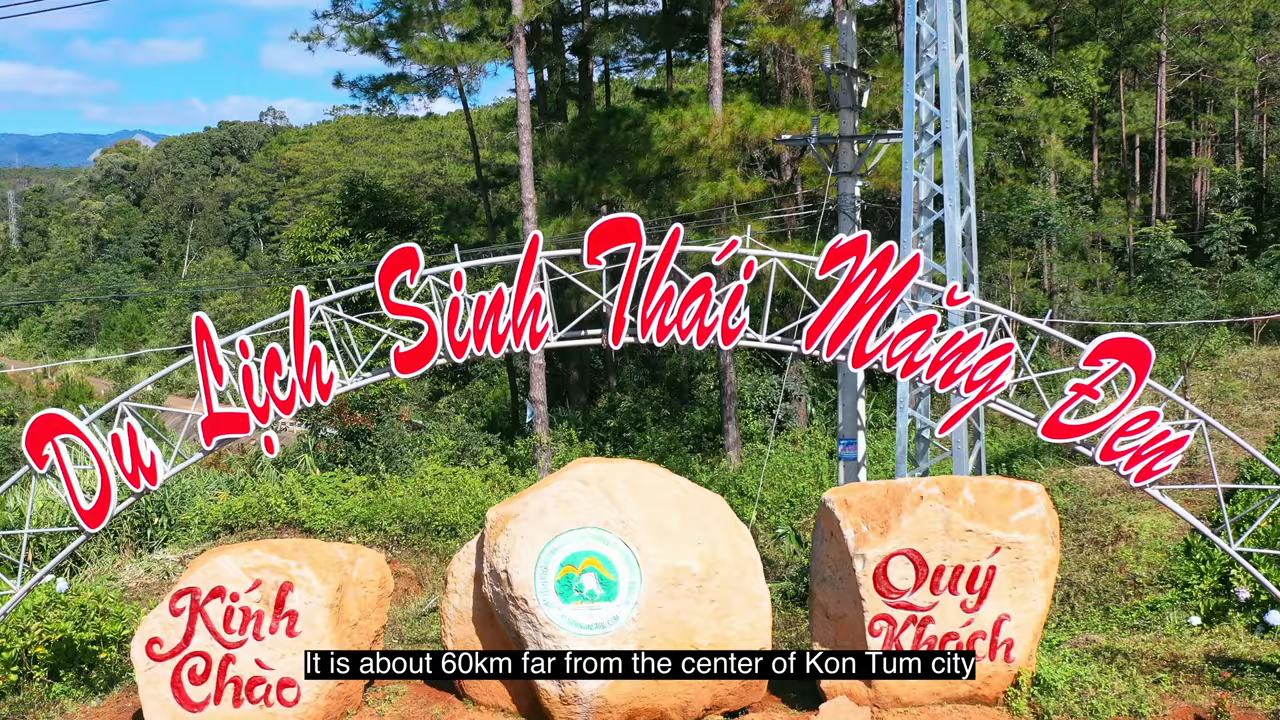 Du Lịch Sinh Thái Măng Đen
Kính
Chào
Quý
Khách
It is about 60km far from the center of Kon Tum city